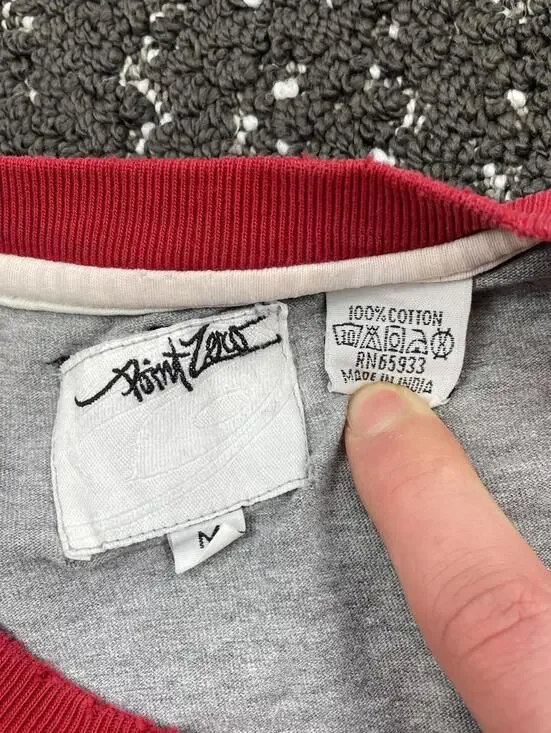 Point Zero
M
100% COTTON
RN65933
MADE IN INDIA